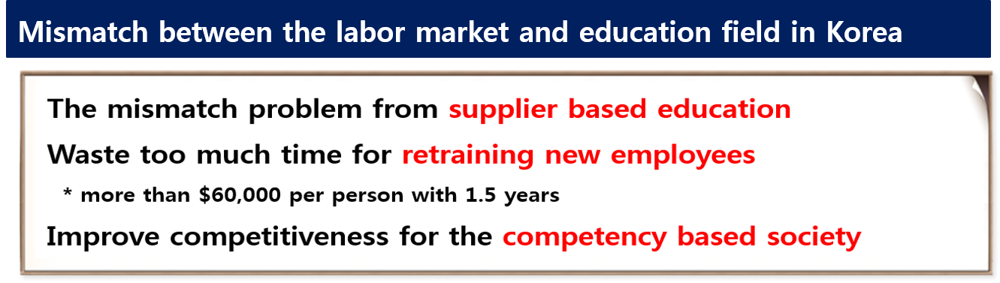 Mismatch between the labor market and education field in Korea
The mismatch problem from supplier based education
Waste too much time for retraining new employees
* more than $60,000 per person with 1.5 years
Improve competitiveness for the competency based society